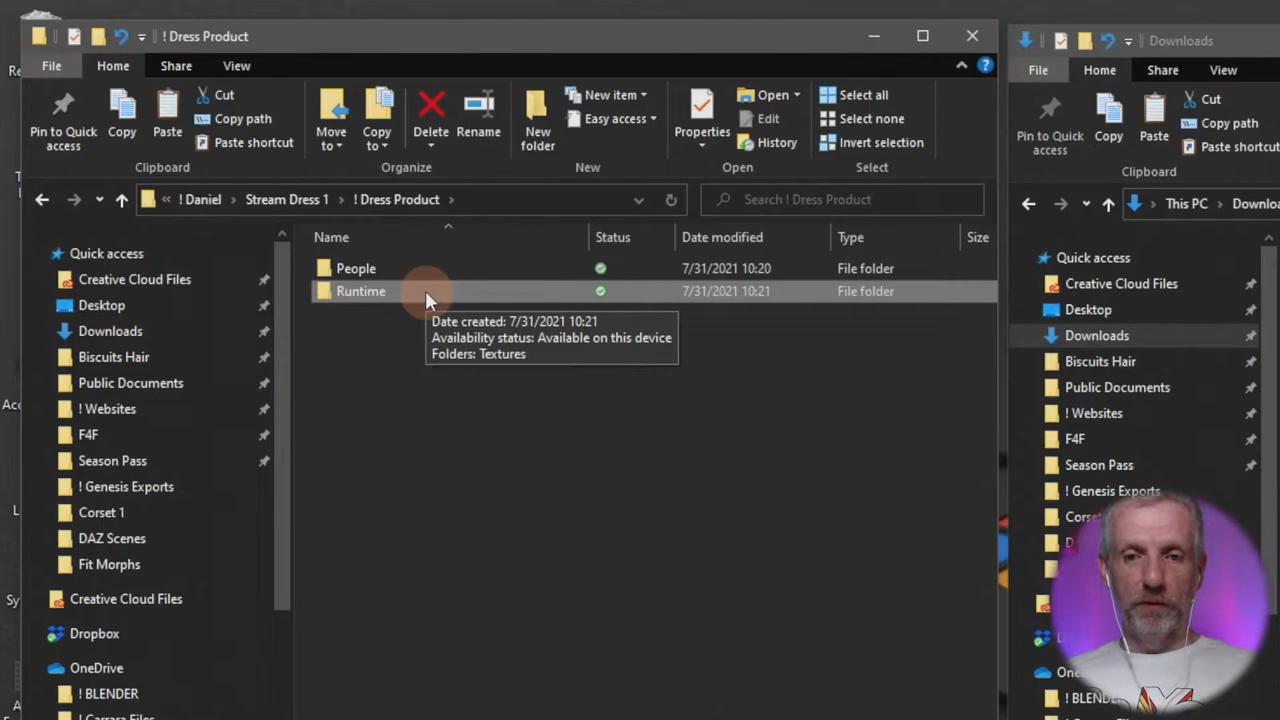 ! Dress Product
File Home Share View
Pin to Quick access
Copy
Paste
Cut
Copy path
Paste shortcut
Clipboard
Move to
Copy to
Delete
Rename
Organize
New folder
New item
Easy access
New
Properties
Open
Edit
History
Open
Select all
Select none
Invert selection
Select
« ! Daniel > Stream Dress 1 > ! Dress Product >
Search ! Dress Product
Name Status Date modified Type Size
People 7/31/2021 10:20 File folder
Runtime 7/31/2021 10:21 File folder
Date created: 7/31/2021 10:21
Availability status: Available on this device
Folders: Textures
Quick access
Creative Cloud Files
Desktop
Downloads
Biscuits Hair
Public Documents
! Websites
F4F
Season Pass
! Genesis Exports
Corset 1
DAZ Scenes
Fit Morphs
Creative Cloud Files
Dropbox
OneDrive
! BLENDER
Downloads
File Home Share View
Pin to Quick access
Copy
Paste
Cut
Copy path
Paste shortcut
Clipboard
This PC >
Quick access
Creative Cloud Files
Desktop
Downloads
Biscuits Hair
Public Documents
! Websites
F4F
Season Pass
! Genesis Exports
! BLENDER